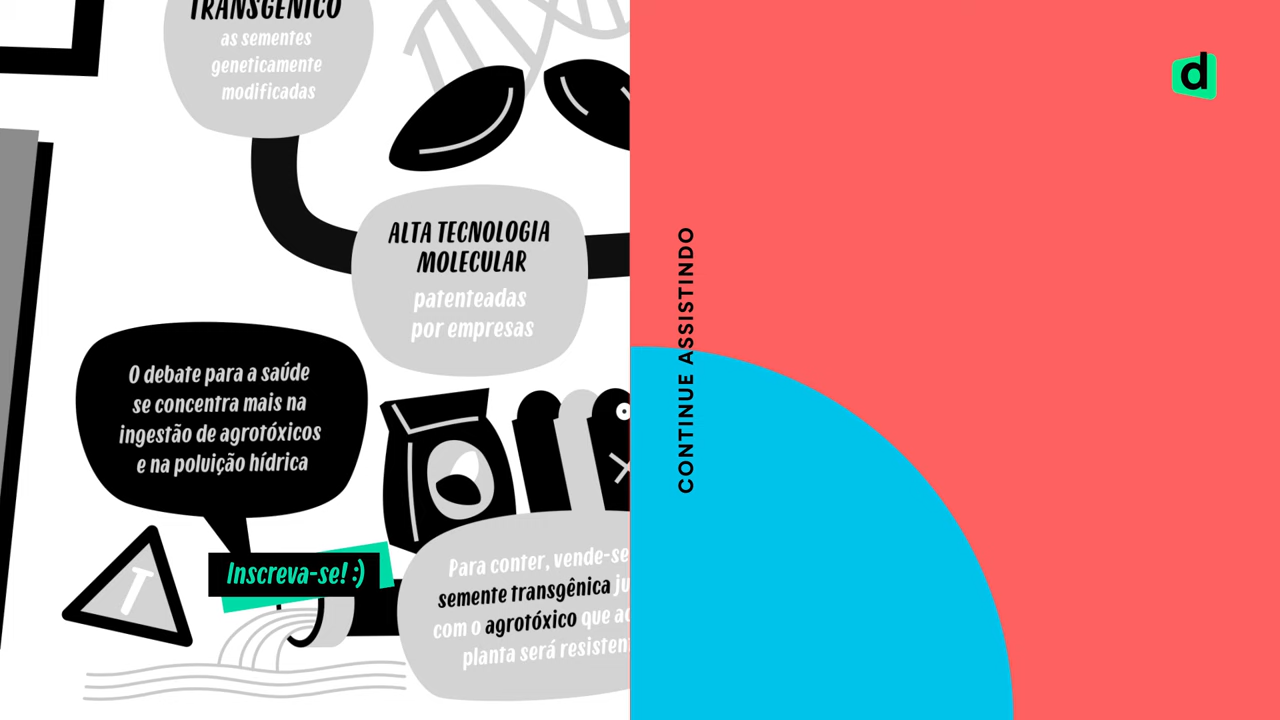 TRANSGÊNICO
as sementes
geneticamente
modificadas
ALTA TECNOLOGIA
MOLECULAR
patenteadas
por empresas
O debate para a saúde
se concentra mais na
ingestão de agrotóxicos
e na poluição hídrica
T
Inscreva-se! :)
Para conter, vende-se
semente transgênica
com o agrotóxico que
planta será
CONTINUE ASSISTINDO
d